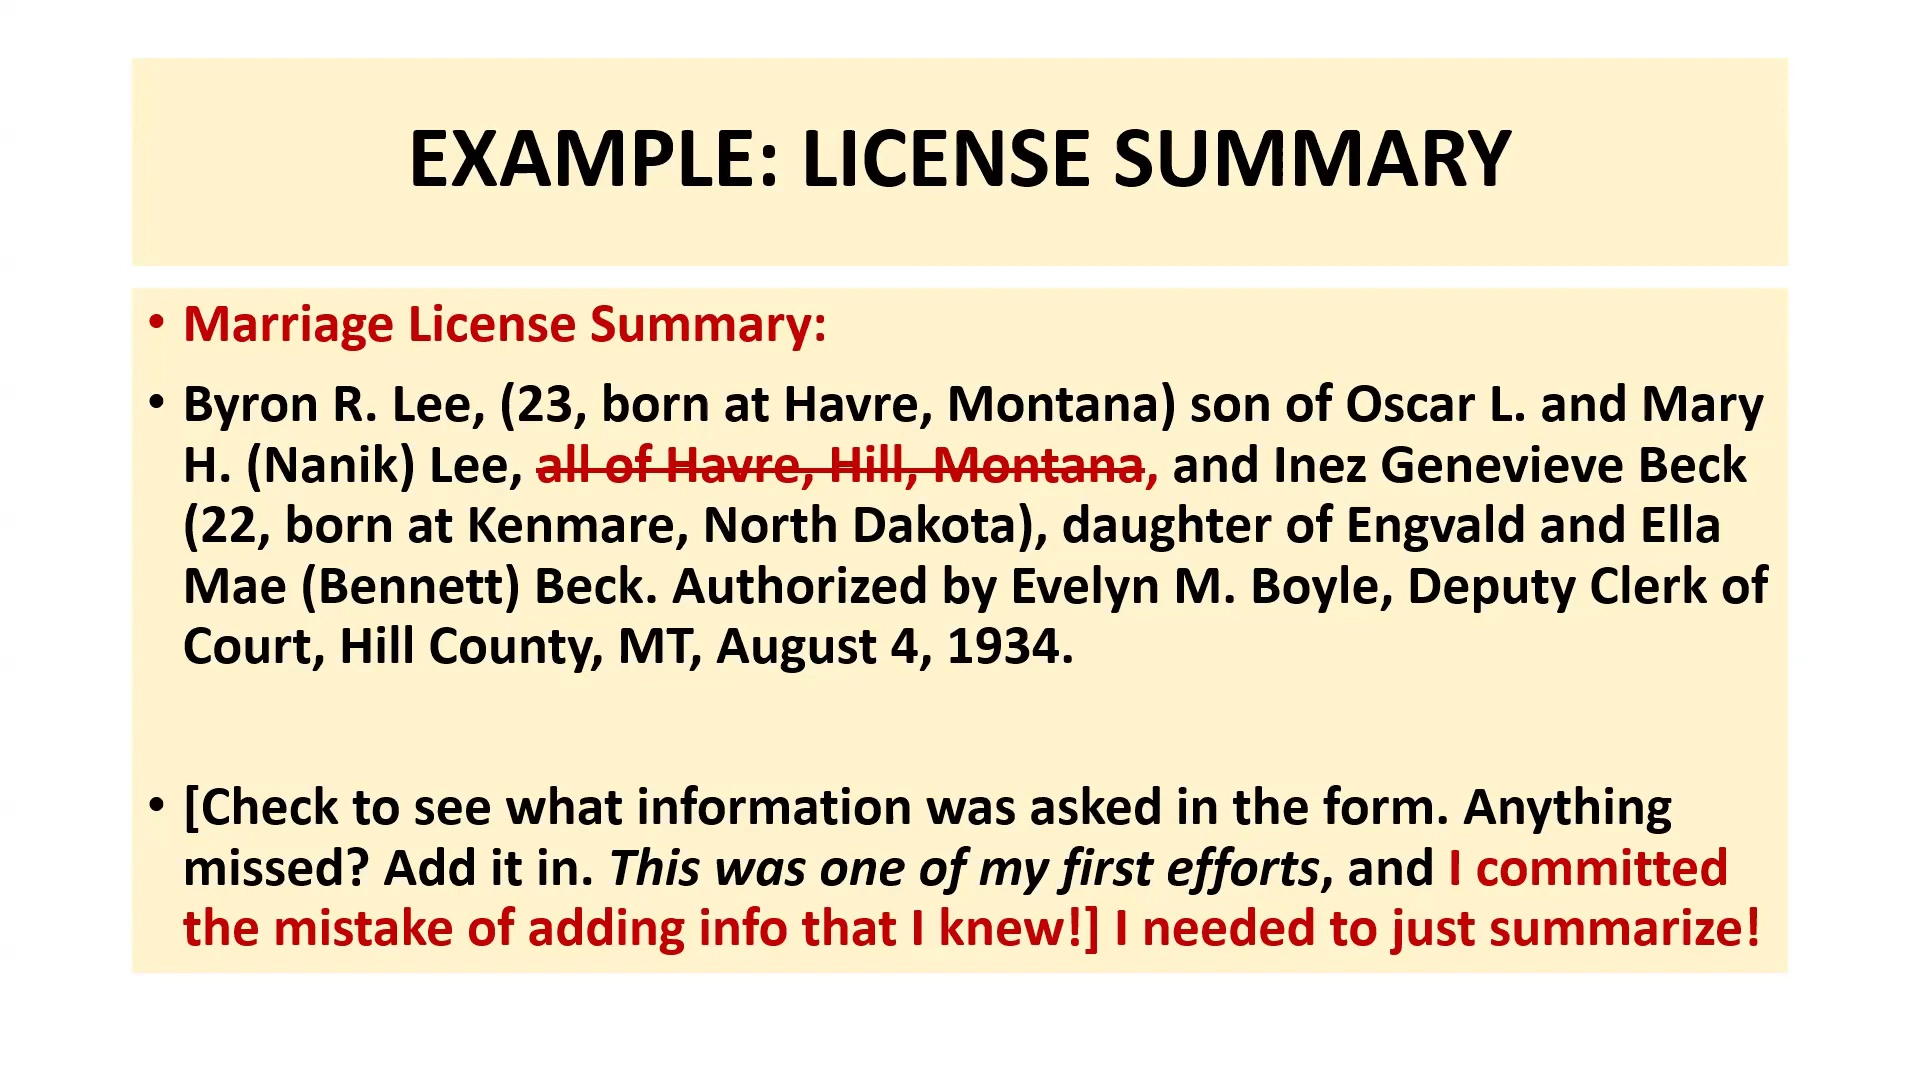 EXAMPLE: LICENSE SUMMARY
• Marriage License Summary:
• Byron R. Lee, (23, born at Havre, Montana) son of Oscar L. and Mary
H. (Nanik) Lee, all of Havre, Hill, Montana, and Inez Genevieve Beck
(22, born at Kenmare, North Dakota), daughter of Engvald and Ella
Mae (Bennett) Beck. Authorized by Evelyn M. Boyle, Deputy Clerk of
Court, Hill County, MT, August 4, 1934.
• [Check to see what information was asked in the form. Anything
missed? Add it in. This was one of my first efforts, and I committed
the mistake of adding info that I knew!] I needed to just summarize!